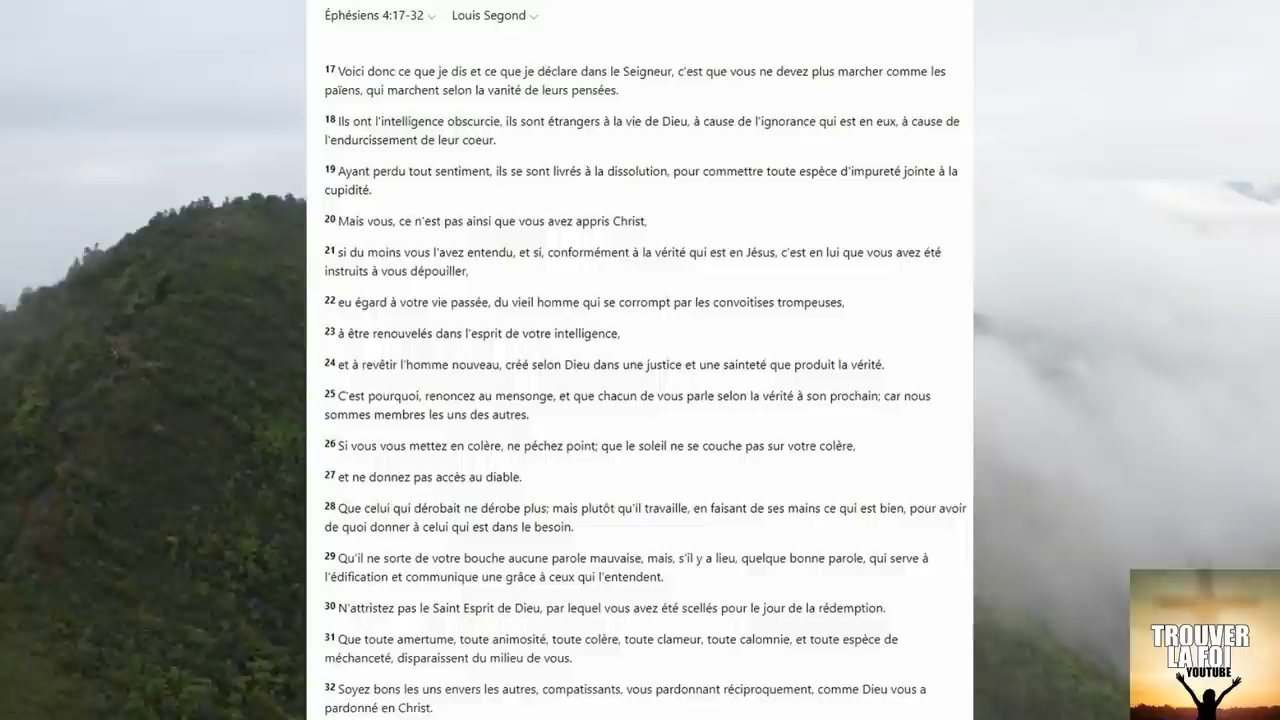 Éphésiens 4:17-32 Louis Segond
17 Voici donc ce que je dis et ce que je déclare dans le Seigneur, c'est que vous ne devez plus marcher comme les
païens, qui marchent selon la vanité de leurs pensées.
18 Ils ont l'intelligence obscurcie, ils sont étrangers à la vie de Dieu, à cause de l'ignorance qui est en eux, à cause de
l'endurcissement de leur coeur.
19 Ayant perdu tout sentiment, ils se sont livrés à la dissolution, pour commettre toute espèce d'impureté jointe à la
cupidité.
20 Mais vous, ce n'est pas ainsi que vous avez appris Christ,
21 si du moins vous l'avez entendu, et si, conformément à la vérité qui est en Jésus, c'est en lui que vous avez été
instruits à vous dépouiller,
22 eu égard à votre vie passée, du vieil homme qui se corrompt par les convoitises trompeuses,
23 à être renouvelés dans l'esprit de votre intelligence,
24 et à revêtir l'homme nouveau, créé selon Dieu dans une justice et une sainteté que produit la vérité.
25 C'est pourquoi, renoncez au mensonge, et que chacun de vous parle selon la vérité à son prochain; car nous
sommes membres les uns des autres.
26 Si vous vous mettez en colère, ne péchez point; que le soleil ne se couche pas sur votre colère,
27 et ne donnez pas accès au diable.
28 Que celui qui dérobait ne dérobe plus; mais plutôt qu'il travaille, en faisant de ses mains ce qui est bien, pour avoir
de quoi donner à celui qui est dans le besoin.
29 Qu'il ne sorte de votre bouche aucune parole mauvaise, mais, s'il y a lieu, quelque bonne parole, qui serve à
l'édification et communique une grâce à ceux qui l'entendent.
30 N'attristez pas le Saint Esprit de Dieu, par lequel vous avez été scellés pour le jour de la rédemption.
31 Que toute amertume, toute animosité, toute colère, toute clameur, toute calomnie, et toute espèce de
méchanceté, disparaissent du milieu de vous.
32 Soyez bons les uns envers les autres, compatissants, vous pardonnant réciproquement, comme Dieu vous a
pardonné en Christ.
TROUVER
LA FOI
YOUTUBE